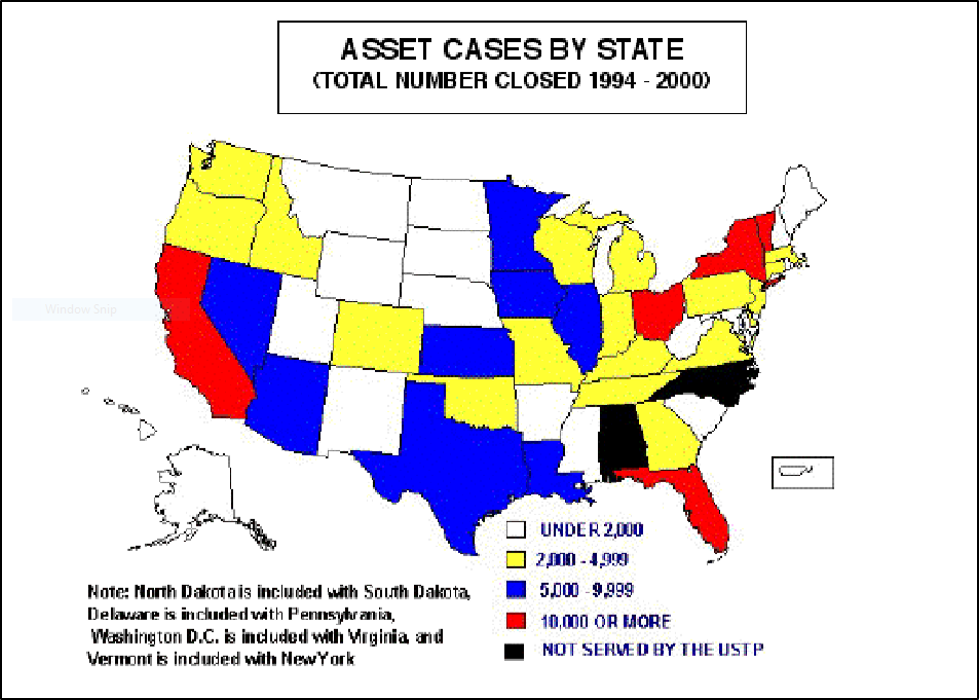 ASSET CASES BY STATE
(TOTAL NUMBER CLOSED 1994 - 2000)
Window Snip
UNDER 2,000
2,000 - 4,999
5,000 - 9,999
10,000 OR MORE
NOT SERVED BY THE USTP
Note: North Dakota is included with South Dakota,
Delaware is included with Pennsylvania,
Washington D.C. is included with Virginia, and
Vermont is included with New York